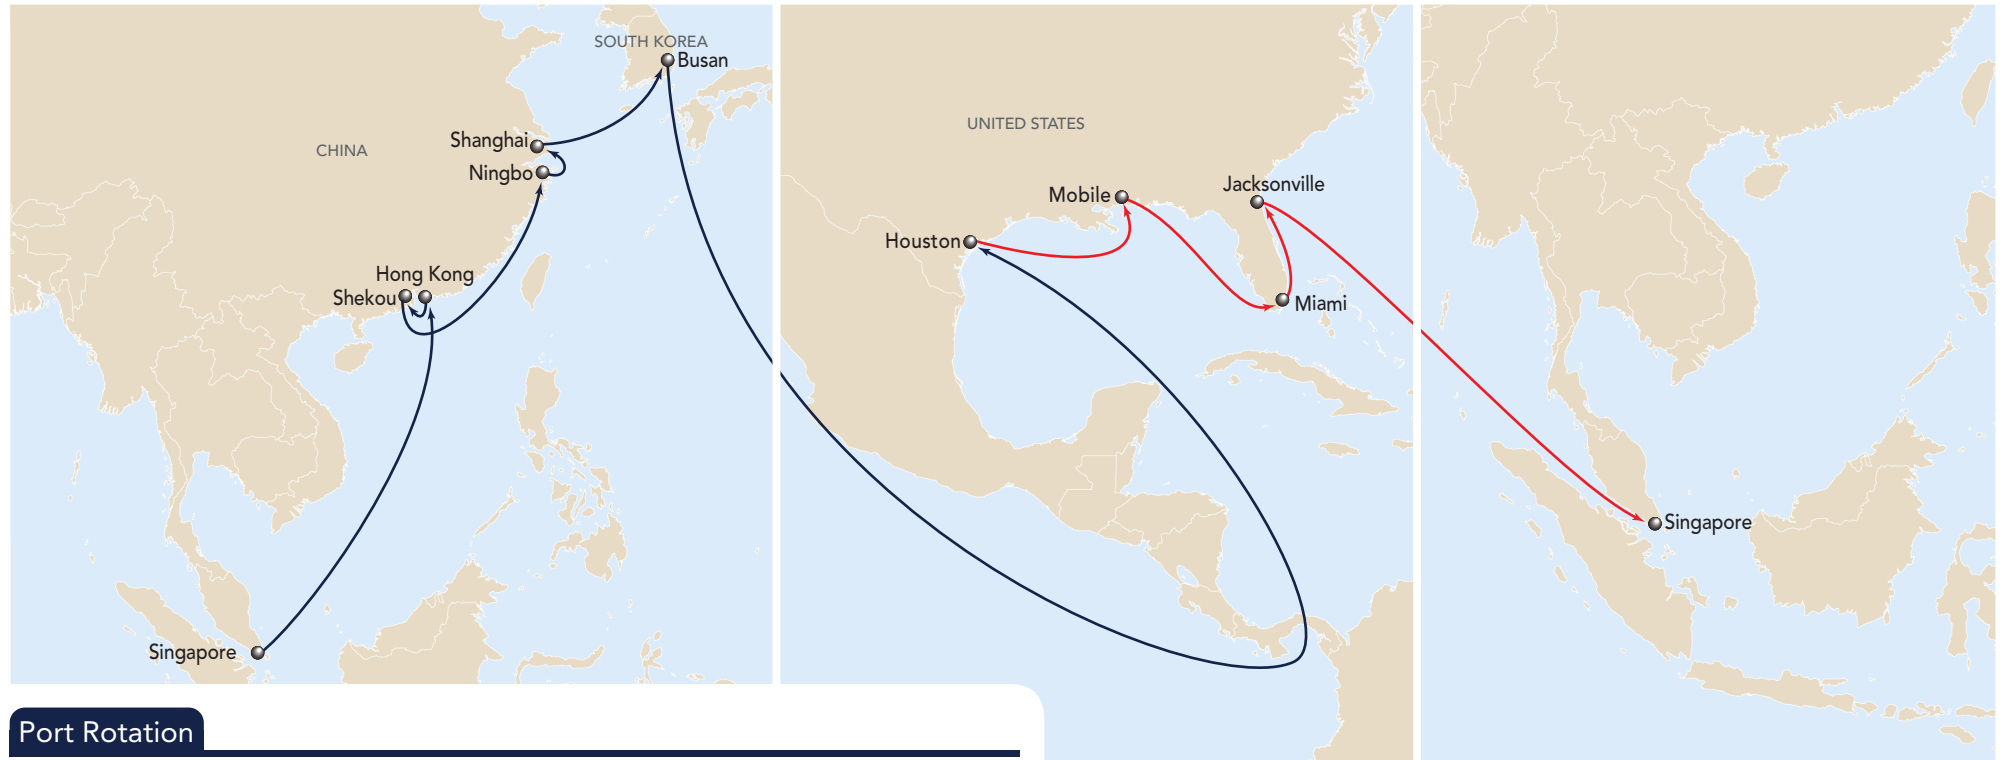 SOUTH KOREA
Busan
Shanghai
CHINA
Ningbo
Hong Kong
Shekou
Singapore
UNITED STATES
Jacksonville
Mobile
Houston
Miami
Singapore
Port Rotation